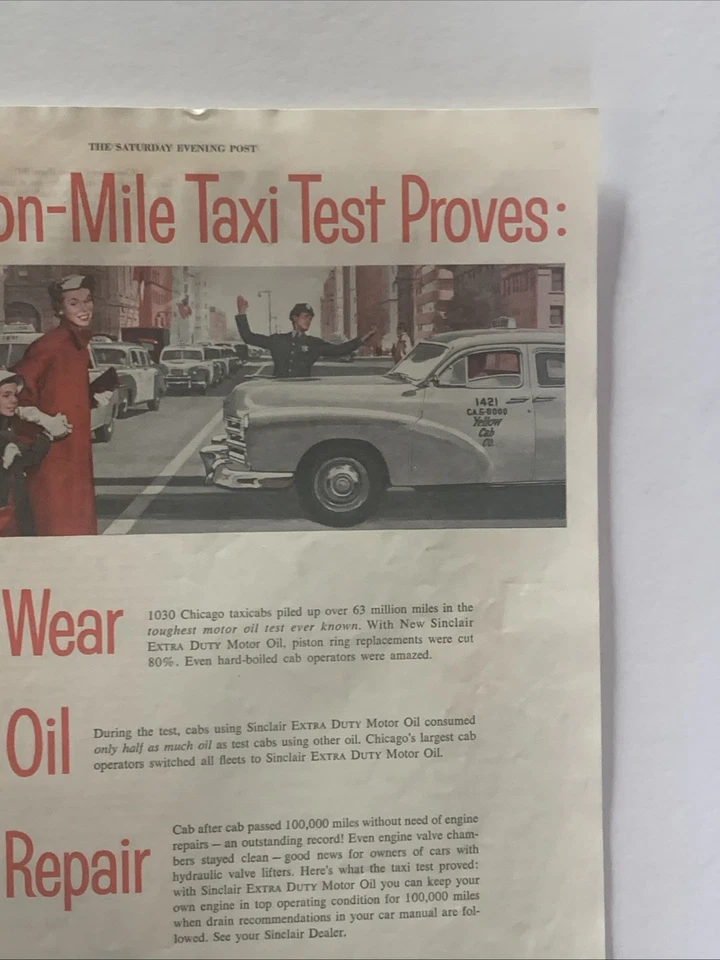 THE SATURDAY EVENING POST
on-Mile Taxi Test Proves:
1421
C.A. 6-6000
Yellow
Cab
Co.
Wear
1030 Chicago taxicabs piled up over 63 million miles in the
toughest motor oil test ever known. With New Sinclair
EXTRA DUTY Motor Oil, piston ring replacements were cut
80%. Even hard-boiled cab operators were amazed.
Oil
During the test, cabs using Sinclair EXTRA DUTY Motor Oil consumed
only half as much oil as test cabs using other oil. Chicago's largest cab
operators switched all fleets to Sinclair EXTRA DUTY Motor Oil.
Repair
Cab after cab passed 100,000 miles without need of engine
repairs — an outstanding record! Even engine valve cham-
bers stayed clean — good news for owners of cars with
hydraulic valve lifters. Here's what the taxi test proved:
with Sinclair EXTRA DUTY Motor Oil you can keep your
own engine in top operating condition for 100,000 miles
when drain recommendations in your car manual are fol-
lowed. See your Sinclair Dealer.